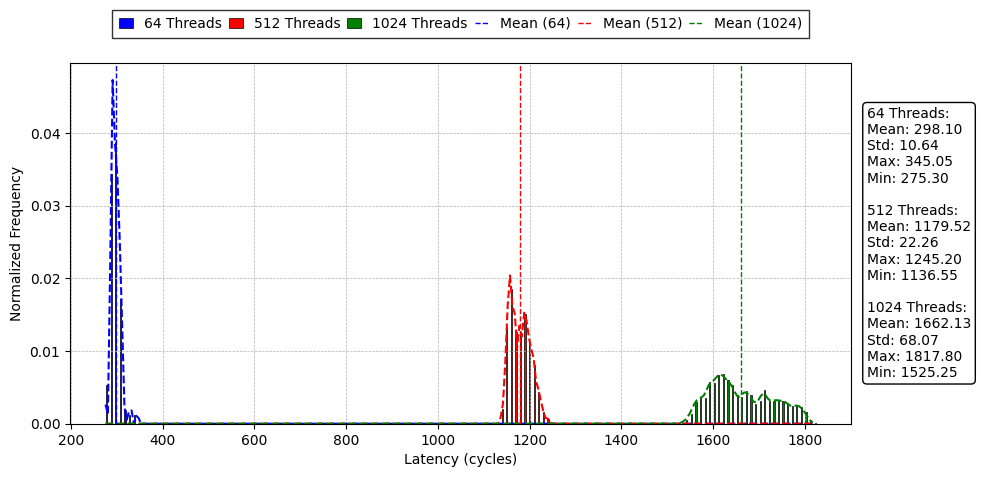 64 Threads 512 Threads 1024 Threads Mean (64) Mean (512) Mean (1024)
Normalized Frequency
0.04
0.03
0.02
0.01
0.00
200 400 600 800 1000 1200 1400 1600 1800
Latency (cycles)
64 Threads:
Mean: 298.10
Std: 10.64
Max: 345.05
Min: 275.30
512 Threads:
Mean: 1179.52
Std: 22.26
Max: 1245.20
Min: 1136.55
1024 Threads:
Mean: 1662.13
Std: 68.07
Max: 1817.80
Min: 1525.25